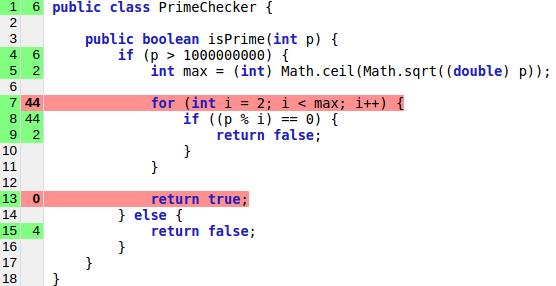 1 6 public class PrimeChecker {
2
3 public boolean isPrime(int p) {
4 6 if (p > 1000000000) {
5 2 int max = (int) Math.ceil(Math.sqrt((double) p));
6
7 44 for (int i = 2; i < max; i++) {
8 44 if ((p % i) == 0) {
9 2 return false;
10 }
11 }
12
13 0 return true;
14 } else {
15 4 return false;
16 }
17 }
18 }